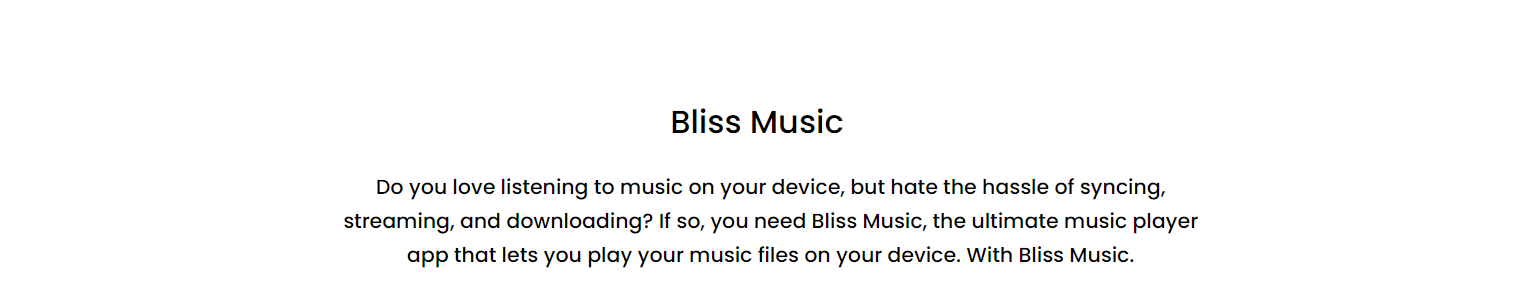 Bliss Music
Do you love listening to music on your device, but hate the hassle of syncing,
streaming, and downloading? If so, you need Bliss Music, the ultimate music player
app that lets you play your music files on your device. With Bliss Music.